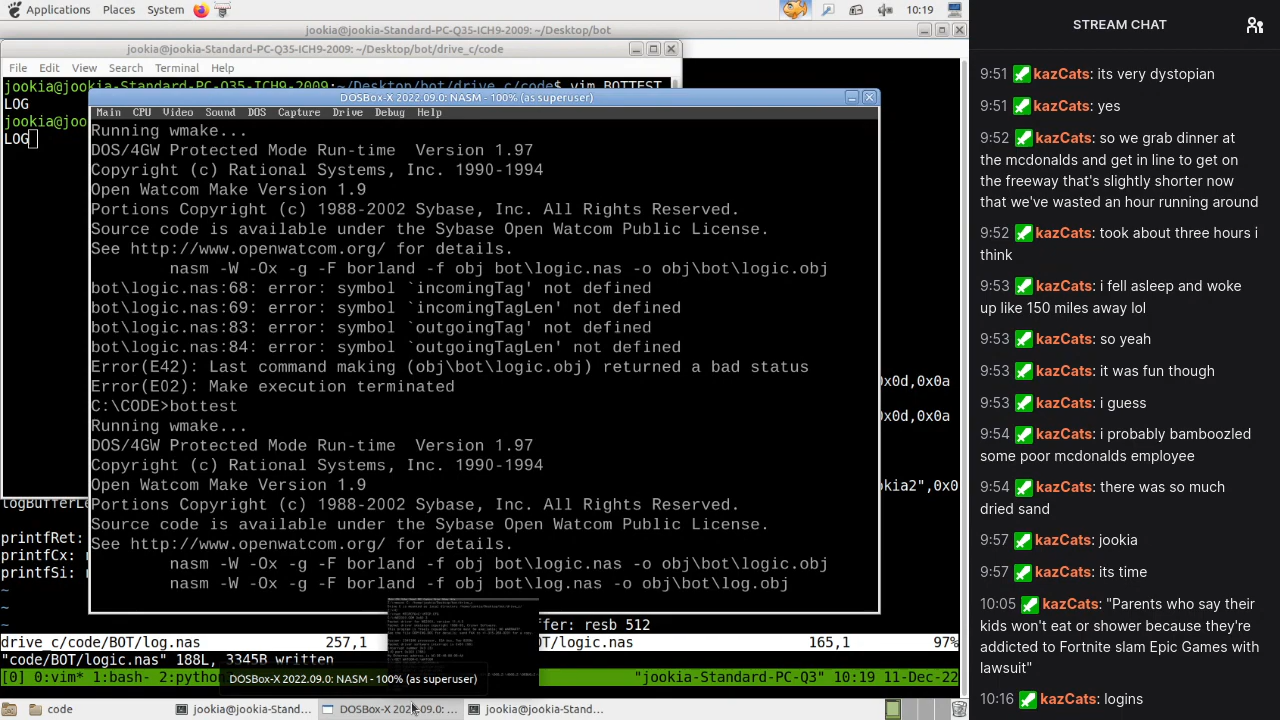 Applications Places System 10:19
jookia@jookia-Standard-PC-Q35-ICH9-2009: ~/Desktop/bot
jookia@jookia-Standard-PC-Q35-ICH9-2009: ~/Desktop/bot/drive_c/code
File Edit View Search Terminal Help
jookia@jookia-Standard-PC-Q35-ICH9-2009:~/Desktop/bot/drive_c/code$ vim BOTTEST
LOG
jookia@joo
LOG
DOSBox-X 2022.09.0: NASM - 100% (as superuser)
Main CPU Video Sound DOS Capture Drive Debug Help
Running wmake...
DOS/4GW Protected Mode Run-time Version 1.97
Copyright (c) Rational Systems, Inc. 1990-1994
Open Watcom Make Version 1.9
Portions Copyright (c) 1988-2002 Sybase, Inc. All Rights Reserved.
Source code is available under the Sybase Open Watcom Public License.
See http://www.openwatcom.org/ for details.
nasm -W -Ox -g -F borland -f obj bot\logic.nas -o obj\bot\logic.obj
bot\logic.nas:68: error: symbol `incomingTag' not defined
bot\logic.nas:69: error: symbol `incomingTagLen' not defined
bot\logic.nas:83: error: symbol `outgoingTag' not defined
bot\logic.nas:84: error: symbol `outgoingTagLen' not defined
Error(E42): Last command making (obj\bot\logic.obj) returned a bad status
Error(E02): Make execution terminated
C:\CODE>bottest
Running wmake...
DOS/4GW Protected Mode Run-time Version 1.97
Copyright (c) Rational Systems, Inc. 1990-1994
Open Watcom Make Version 1.9
Portions Copyright (c) 1988-2002 Sybase, Inc. All Rights Reserved.
Source code is available under the Sybase Open Watcom Public License.
See http://www.openwatcom.org/ for details.
nasm -W -Ox -g -F borland -f obj bot\logic.nas -o obj\bot\logic.obj
nasm -W -Ox -g -F borland -f obj bot\log.nas -o obj\bot\log.obj
0x0d,0x0a
0x0d,0x0a
okia2",0x0
printfRet:
printfCx:
printfSi:
~
~
~
ffer: resb 512
drive_c/code/B 257,1 97%
188L, 3335B written
[0] 0:vim* 1:bash- 2:pytho "jookia-Standard-PC-Q3" 10:19 11-Dec-22
DOSBox-X 2022.09.0: NASM - 100% (as superuser)
code jookia@jookia-Stand... DOSBox-X 2022.09.0: ... jookia@jookia-Stand...
STREAM CHAT
9:51 kazCats: its very dystopian
9:51 kazCats: yes
9:52 kazCats: so we grab dinner at
the mcdonalds and get in line to get on
the freeway that's slightly shorter now
that we've wasted an hour running around
9:52 kazCats: took about three hours i
think
9:53 kazCats: i fell asleep and woke
up like 150 miles away lol
9:53 kazCats: so yeah
9:53 kazCats: it was fun though
9:53 kazCats: i guess
9:54 kazCats: i probably bamboozled
some poor mcdonalds employee
9:54 kazCats: there was so much
dried sand
9:57 kazCats: jookia
9:57 kazCats: its time
10:05 kazCats: "Parents who say their
kids won't eat or sleep because they're
addicted to Fortnite hit Epic Games with
lawsuit"
10:16 kazCats: logins